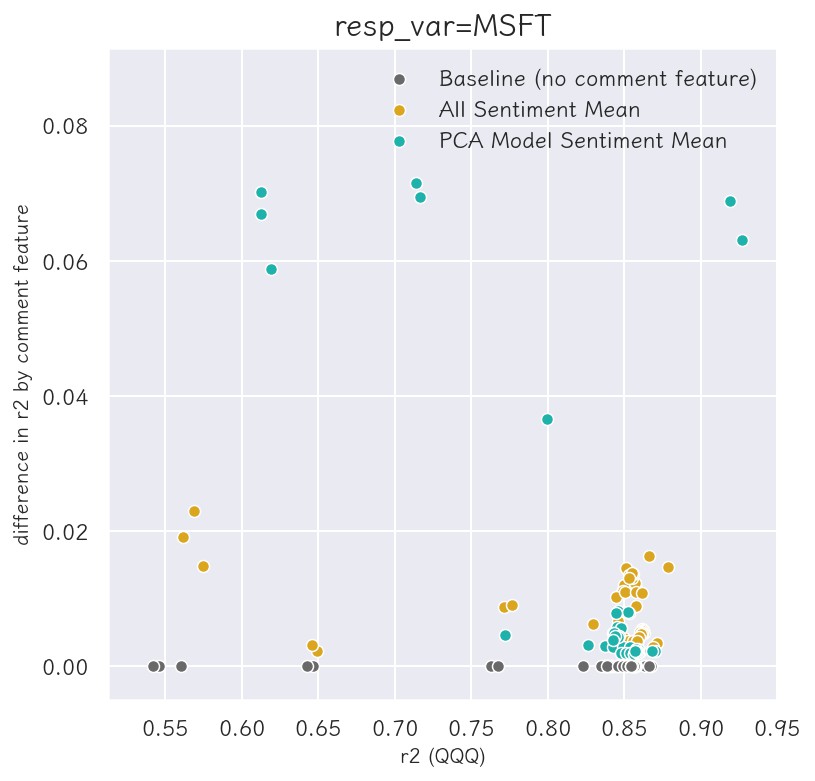 resp_var=MSFT
Baseline (no comment feature)
All Sentiment Mean
PCA Model Sentiment Mean
difference in r2 by comment feature
0.08
0.06
0.04
0.02
0.00
0.55 0.60 0.65 0.70 0.75 0.80 0.85 0.90 0.95
r2 (QQQ)